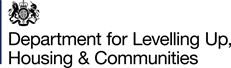 Department for Levelling Up,
Housing & Communities